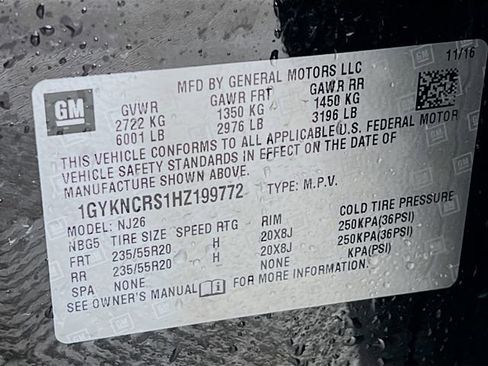 MFD BY GENERAL MOTORS LLC 11/16
GM
GVWR GAWR FRT GAWR RR
2722 KG 1350 KG 1450 KG
6001 LB 2976 LB 3196 LB
THIS VEHICLE CONFORMS TO ALL APPLICABLE U.S. FEDERAL MOTOR
VEHICLE SAFETY STANDARDS IN EFFECT ON THE DATE OF
MANUFACTURE SHOWN ABOVE.
1GYKNCRS1HZ199772 TYPE: M.P.V.
MODEL: NJ26
NBG5 TIRE SIZE SPEED RTG RIM COLD TIRE PRESSURE
FRT 235/55R20 H 20X8J 250KPA(36PSI)
RR 235/55R20 H 20X8J 250KPA(36PSI)
SPA NONE NONE KPA(PSI)
SEE OWNER'S MANUAL FOR MORE INFORMATION.